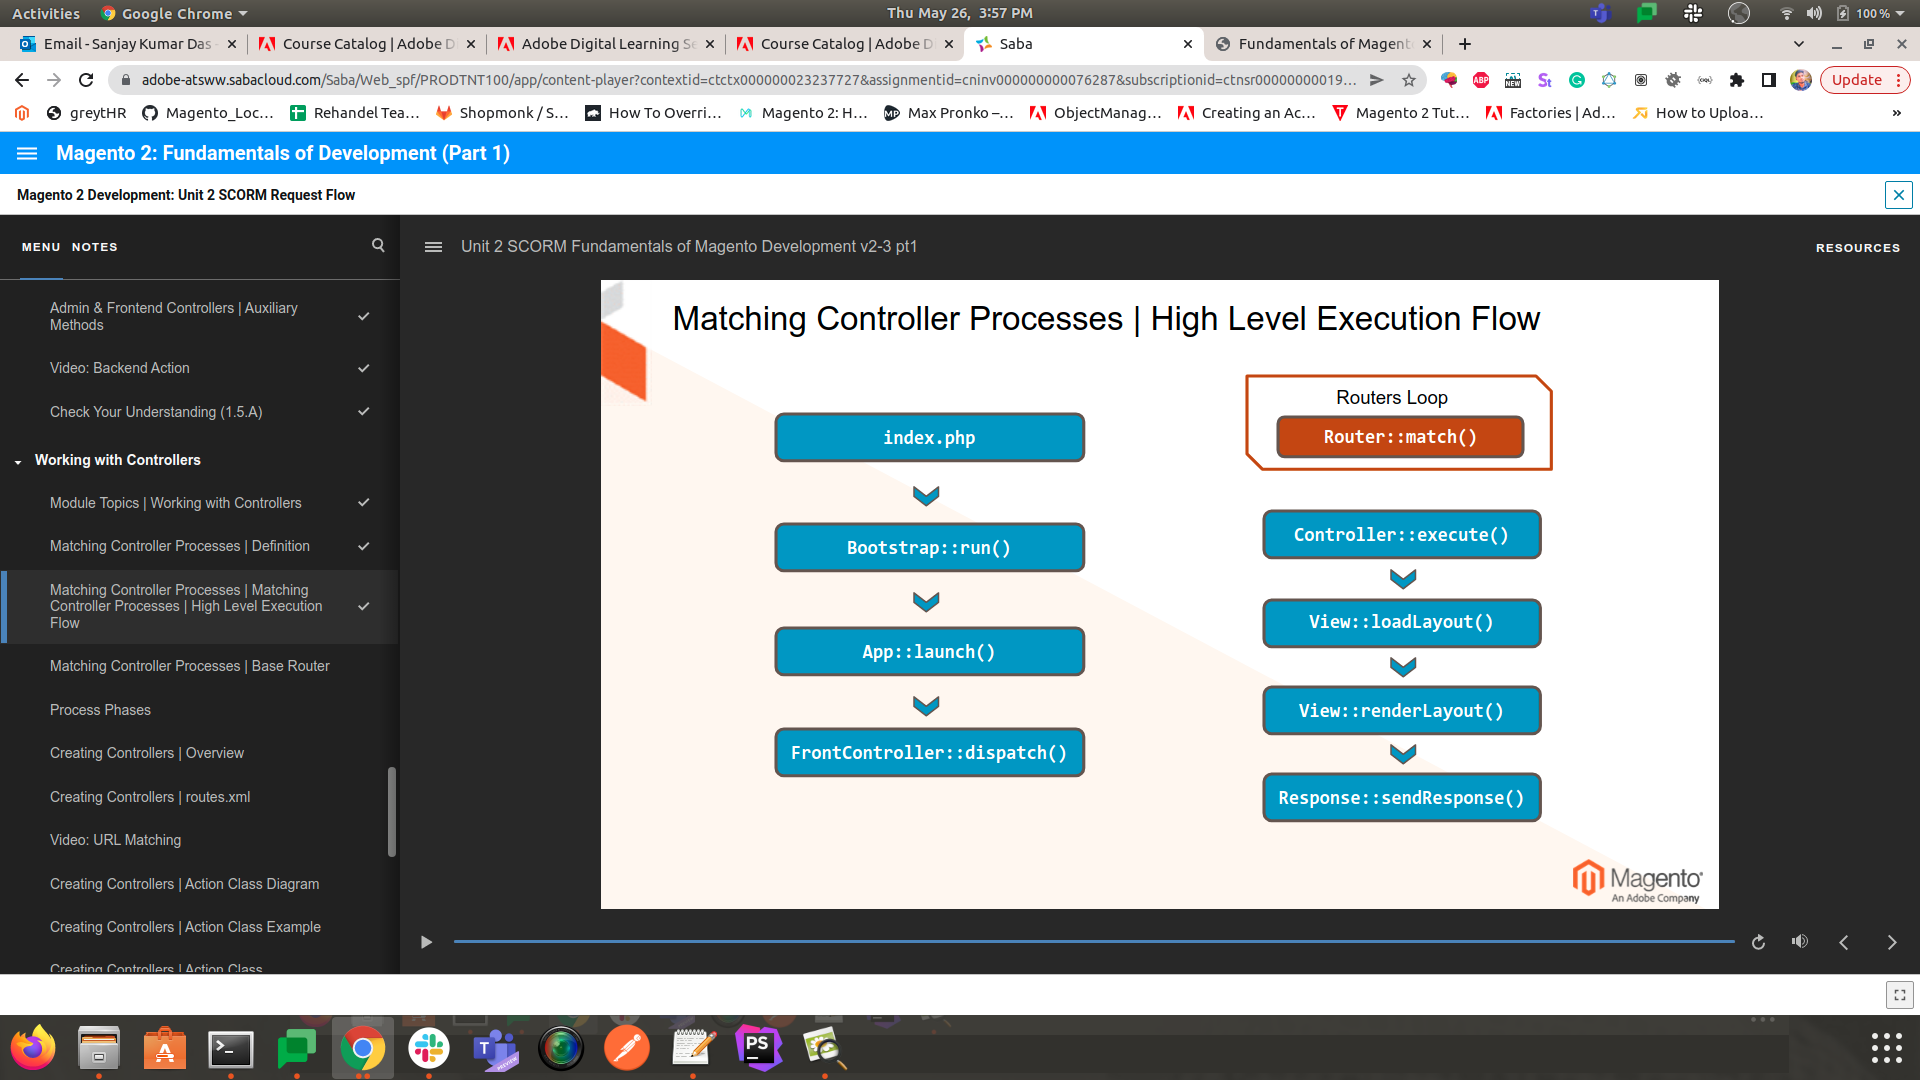 Activities
Google Chrome
Thu May 26, 3:57 PM
100 %
Email - Sanjay Kumar Das
Course Catalog | Adobe D
Adobe Digital Learning Se
Course Catalog | Adobe D
Saba
Fundamentals of Magent
adobe-atsww.sabacloud.com/Saba/Web_spf/PRODTNT100/app/content-player?contextid=ctctx000000023237727&assignmentid=cninv000000000076287&subscriptionid=ctnsr00000000019...
ABP
NEW
St
Update
greytHR
Magento_Loc...
Rehandel Tea...
Shopmonk / S...
How To Overri...
Magento 2: H...
MP
Max Pronko –...
ObjectManag...
Creating an Ac...
Magento 2 Tut...
Factories | Ad...
How to Uploa...
»
Magento 2: Fundamentals of Development (Part 1)
Magento 2 Development: Unit 2 SCORM Request Flow
MENU
NOTES
Unit 2 SCORM Fundamentals of Magento Development v2-3 pt1
RESOURCES
Admin & Frontend Controllers | Auxiliary
Methods
Video: Backend Action
Check Your Understanding (1.5.A)
Working with Controllers
Module Topics | Working with Controllers
Matching Controller Processes | Definition
Matching Controller Processes | Matching
Controller Processes | High Level Execution
Flow
Matching Controller Processes | Base Router
Process Phases
Creating Controllers | Overview
Creating Controllers | routes.xml
Video: URL Matching
Creating Controllers | Action Class Diagram
Creating Controllers | Action Class Example
Creating Controllers | Action Class
Matching Controller Processes | High Level Execution Flow
index.php
Bootstrap::run()
App::launch()
FrontController::dispatch()
Routers Loop
Router::match()
Controller::execute()
View::loadLayout()
View::renderLayout()
Response::sendResponse()
Magento
An Adobe Company
PS